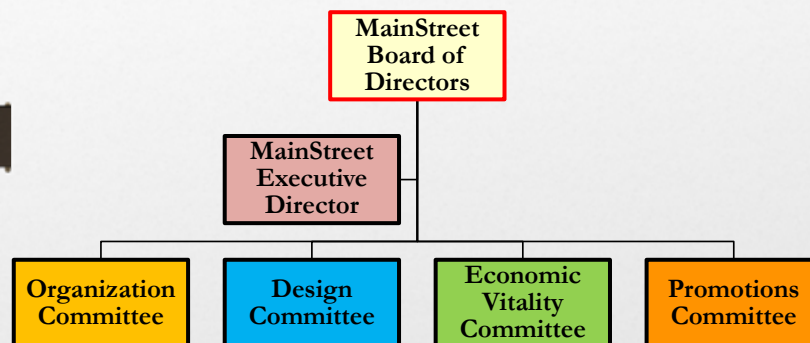 MainStreet
Board of
Directors
MainStreet
Executive
Director
Organization
Committee
Design
Committee
Economic
Vitality
Committee
Promotions
Committee